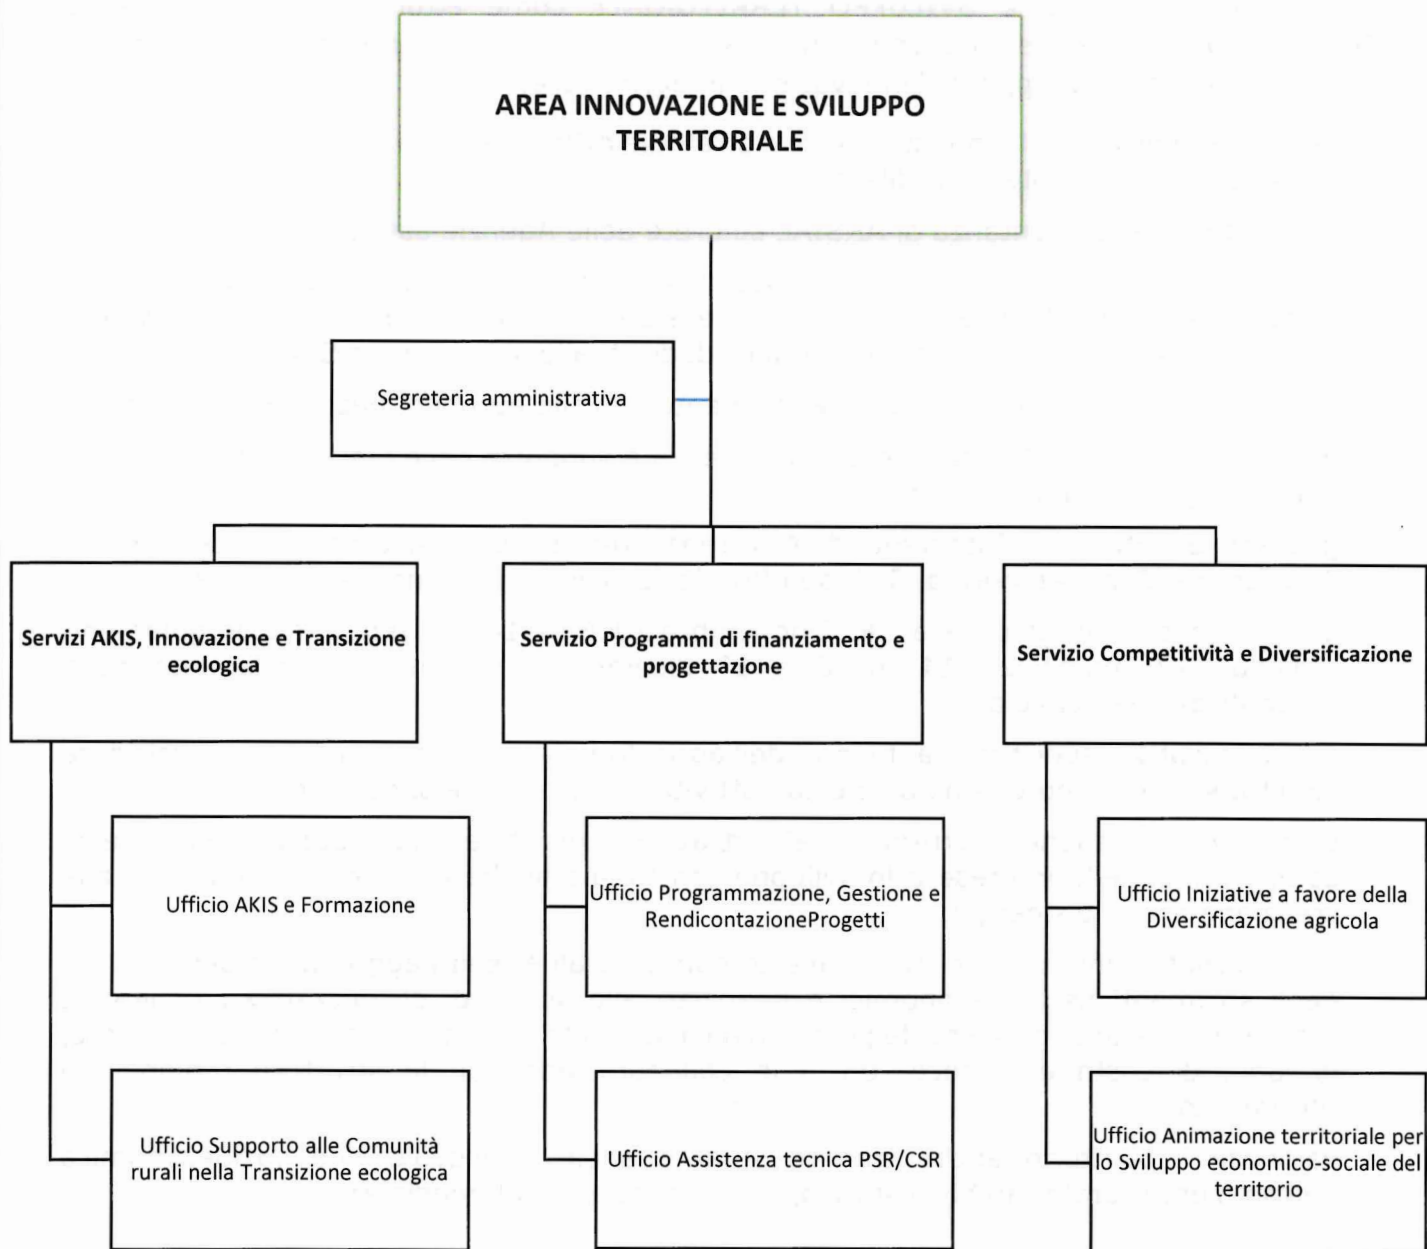 AREA INNOVAZIONE E SVILUPPO
TERRITORIALE
Segreteria amministrativa
Servizi AKIS, Innovazione e Transizione
ecologica
Servizio Programmi di finanziamento e
progettazione
Servizio Competitività e Diversificazione
Ufficio AKIS e Formazione
Ufficio Programmazione, Gestione e
RendicontazioneProgetti
Ufficio Iniziative a favore della
Diversificazione agricola
Ufficio Supporto alle Comunità
rurali nella Transizione ecologica
Ufficio Assistenza tecnica PSR/CSR
Ufficio Animazione territoriale per
lo Sviluppo economico-sociale del
territorio